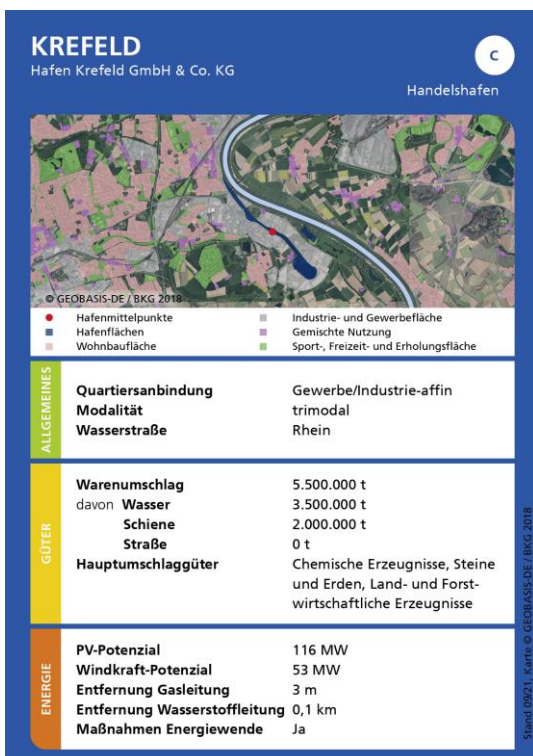 KREFELD
Hafen Krefeld GmbH & Co. KG
C
Handelshafen
© GEOBASIS-DE / BKG 2018
Hafenmittelpunkte
Hafenflächen
Wohnbaufläche
Industrie- und Gewerbefläche
Gemischte Nutzung
Sport-, Freizeit- und Erholungsfläche
ALLGEMEINES
Quartiersanbindung Gewerbe/Industrie-affin
Modalität trimodal
Wasserstraße Rhein
GÜTER
Warenumschlag 5.500.000 t
davon Wasser 3.500.000 t
Schiene 2.000.000 t
Straße 0 t
Hauptumschlaggüter Chemische Erzeugnisse, Steine
und Erden, Land- und Forst-
wirtschaftliche Erzeugnisse
ENERGIE
PV-Potenzial 116 MW
Windkraft-Potenzial 53 MW
Entfernung Gasleitung 3 m
Entfernung Wasserstoffleitung 0,1 km
Maßnahmen Energiewende Ja
Stand 09/21, Karte © GEOBASIS-DE / BKG 2018